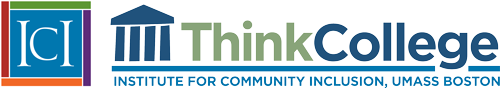 ICI
ThinkCollege
INSTITUTE FOR COMMUNITY INCLUSION, UMASS BOSTON